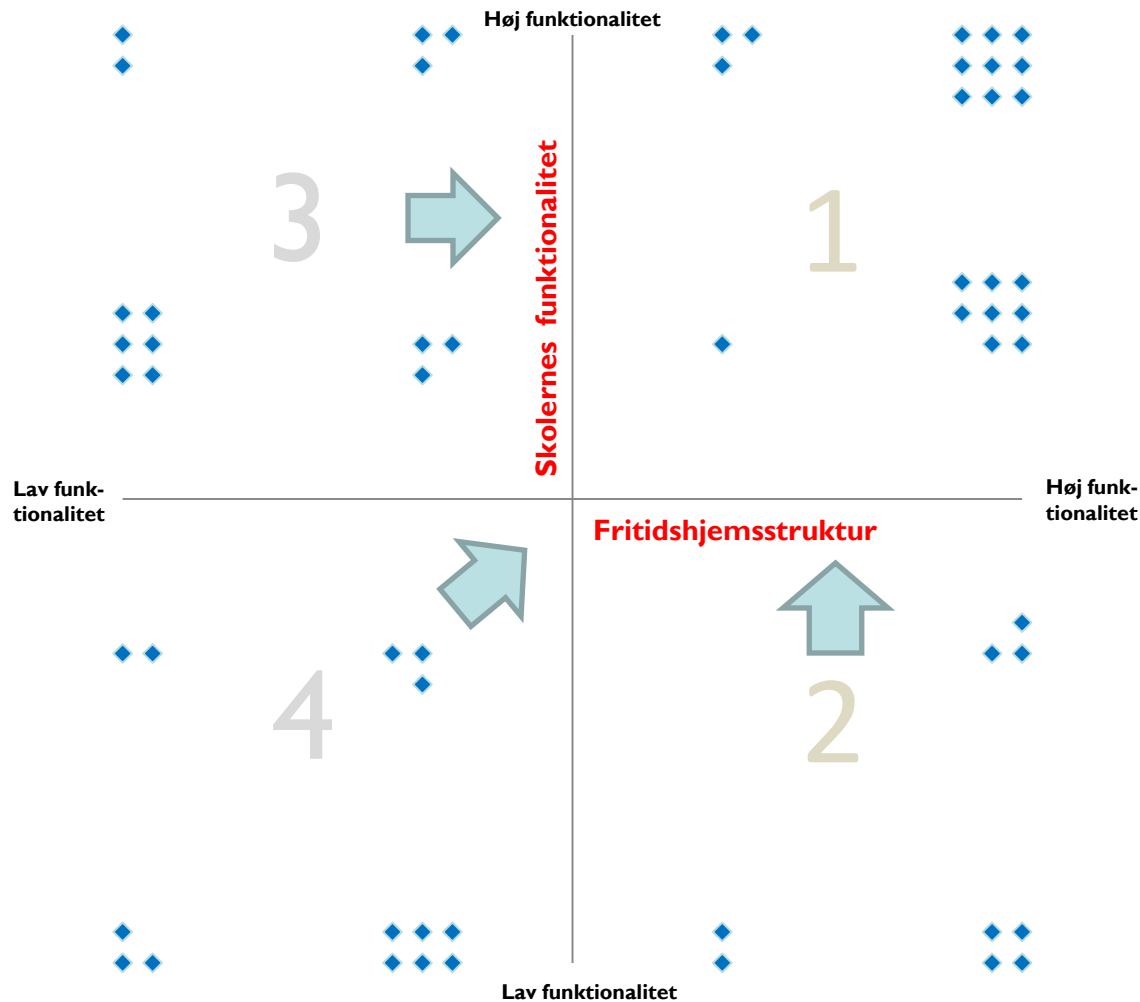 Høj funktionalitet
3
Skolernes funktionalitet
1
Lav funk-
tionalitet
Høj funk-
tionalitet
Fritidshjemsstruktur
4
2
Lav funktionalitet